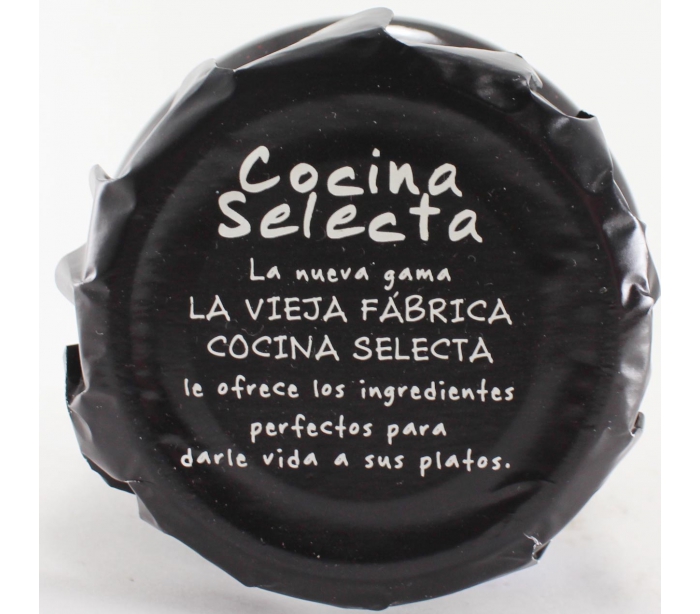 Cocina
Selecta
La nueva gama
LA VIEJA FÁBRICA
COCINA SELECTA
le ofrece los ingredientes
perfectos para
darle vida a sus platos.